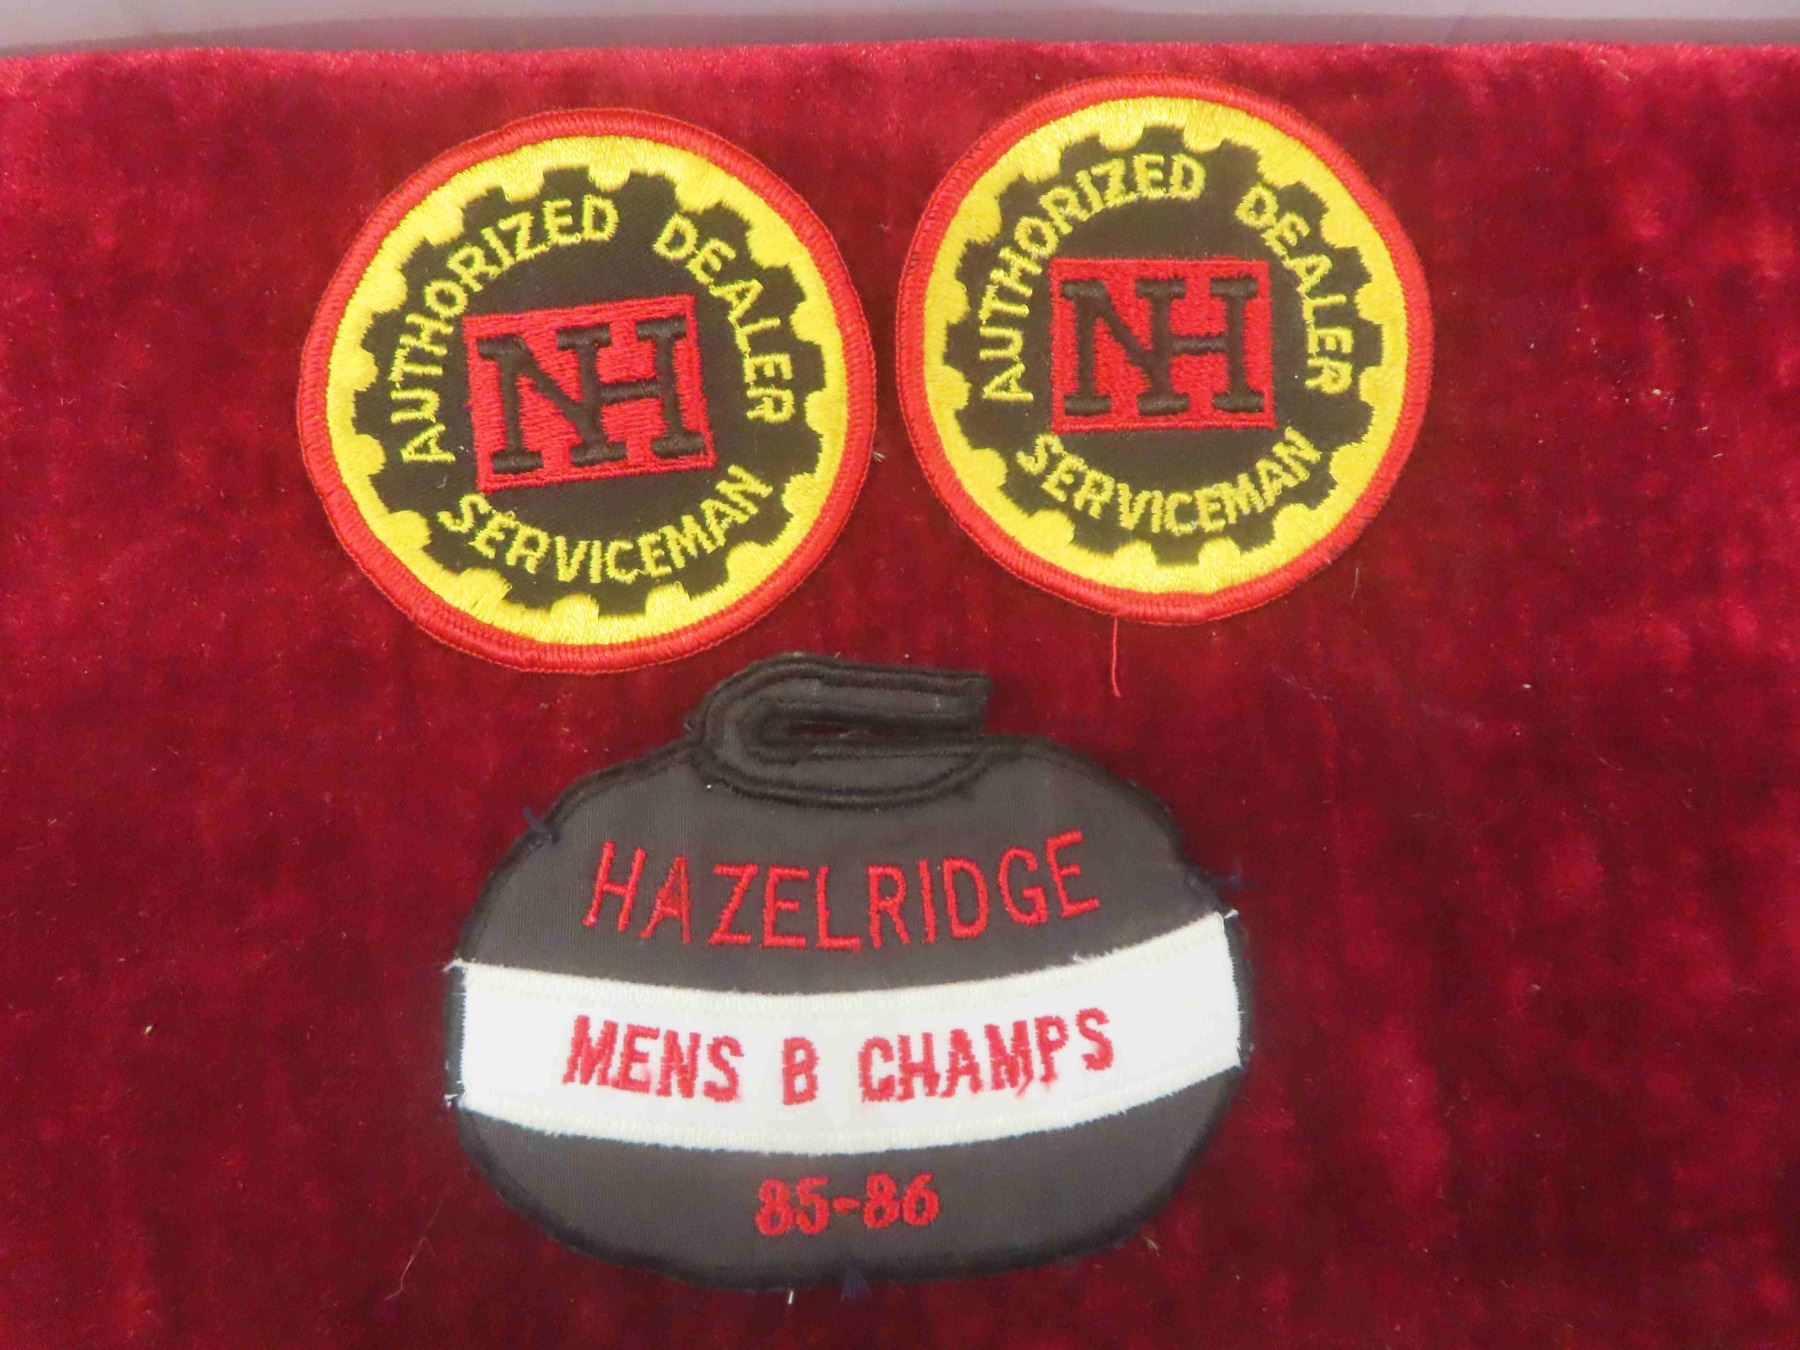 AUTHORIZED DEALER
NH
SERVICEMAN
AUTHORIZED DEALER
NH
SERVICEMAN
HAZELRIDGE
MENS B CHAMPS
85-86